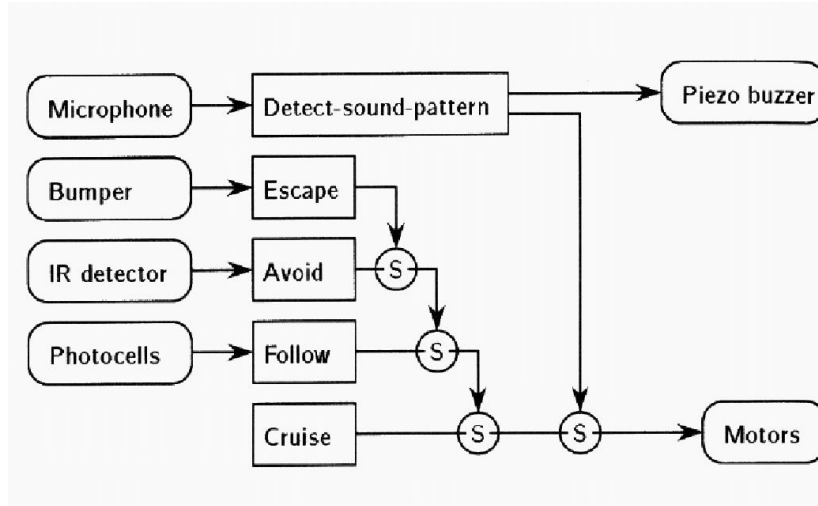 Microphone
Detect-sound-pattern
Piezo buzzer
Bumper
Escape
IR detector
Avoid
S
Photocells
Follow
S
Cruise
S
S
Motors